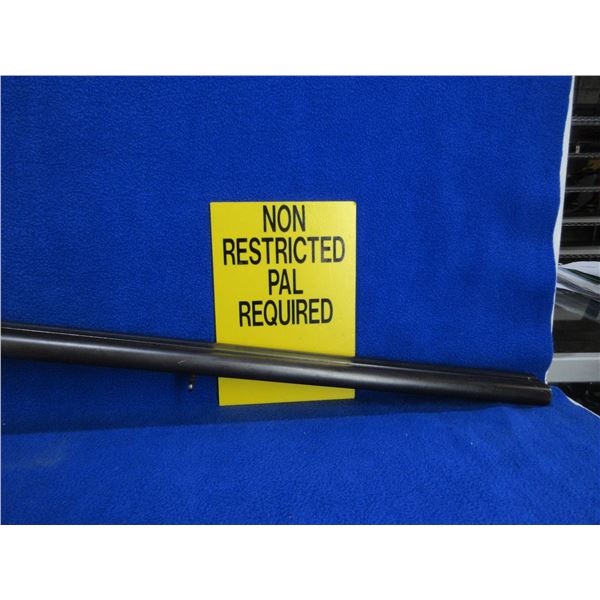 NON
RESTRICTED
PAL
REQUIRED